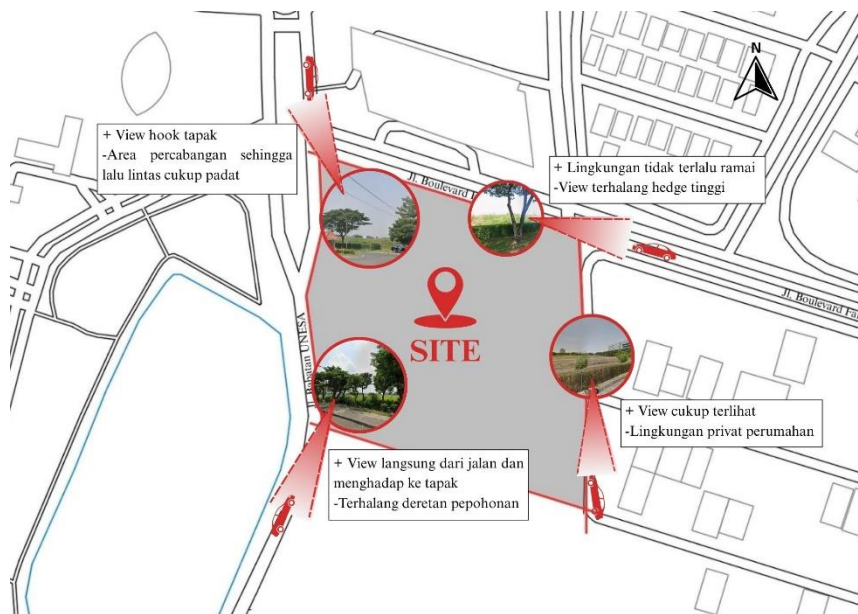 N
+ View hook tapak
-Area percabangan sehingga
lalu lintas cukup padat
Jl. Boulevard
+ Lingkungan tidak terlalu ramai
-View terhalang hedge tinggi
Jl. Boulevard
SITE
UNESA
+ View cukup terlihat
-Lingkungan privat perumahan
+ View langsung dari jalan dan
menghadap ke tapak
-Terhalang deretan pepohonan